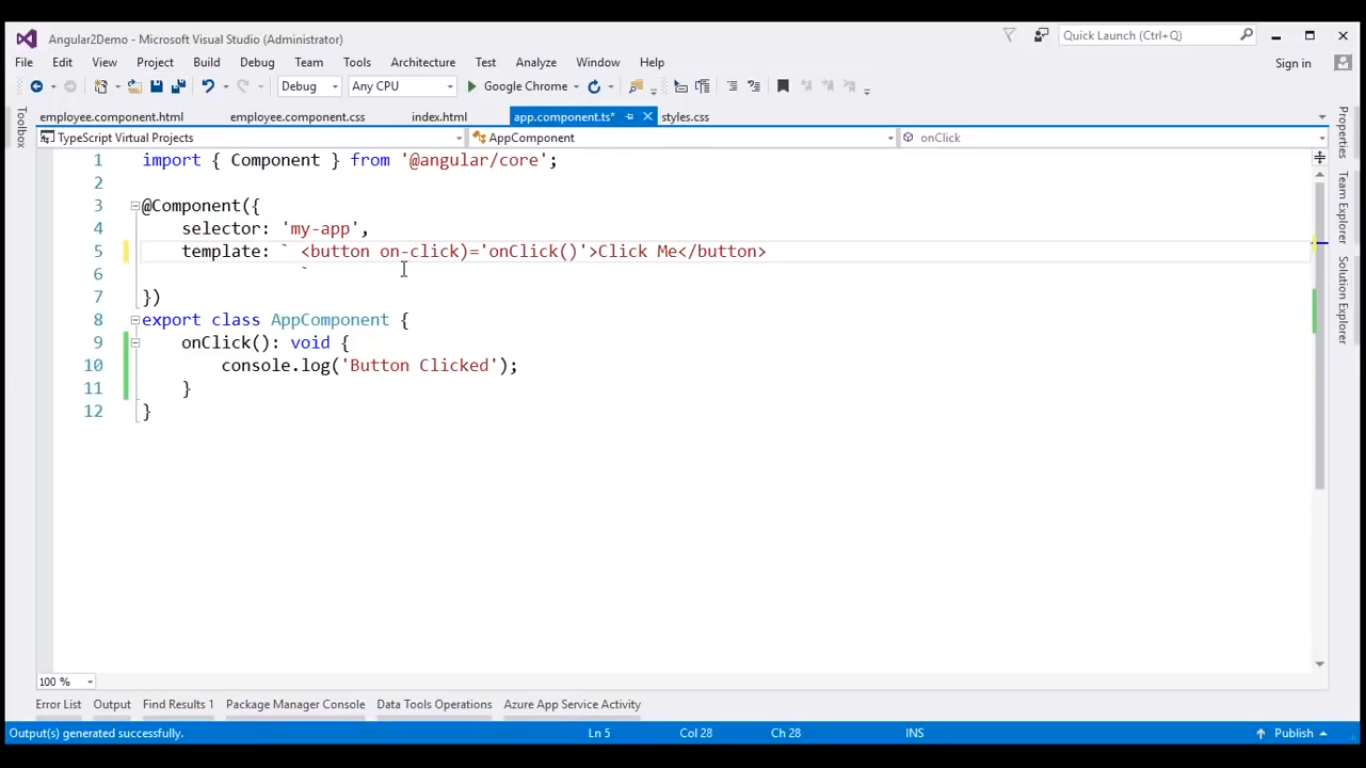 Angular2Demo - Microsoft Visual Studio (Administrator)
Quick Launch (Ctrl+Q)
File Edit View Project Build Debug Team Tools Architecture Test Analyze Window Help
Sign in
Debug Any CPU Google Chrome
employee.component.html employee.component.css index.html app.component.ts* styles.css
TypeScript Virtual Projects AppComponent onClick
1 import { Component } from '@angular/core';
2
3 @Component({
4 selector: 'my-app',
5 template: ` <button on-click)='onClick()'>Click Me</button>
6 `
7 })
8 export class AppComponent {
9 onClick(): void {
10 console.log('Button Clicked');
11 }
12 }
Toolbox
Properties
Team Explorer
Solution Explorer
100 %
Error List Output Find Results 1 Package Manager Console Data Tools Operations Azure App Service Activity
Output(s) generated successfully. Ln 5 Col 28 Ch 28 INS Publish